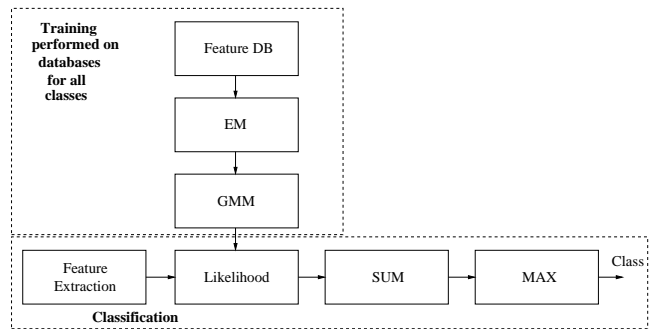 Training
performed on
databases
for all
classes
Feature DB
EM
GMM
Feature
Extraction
Likelihood
SUM
MAX
Class
Classification